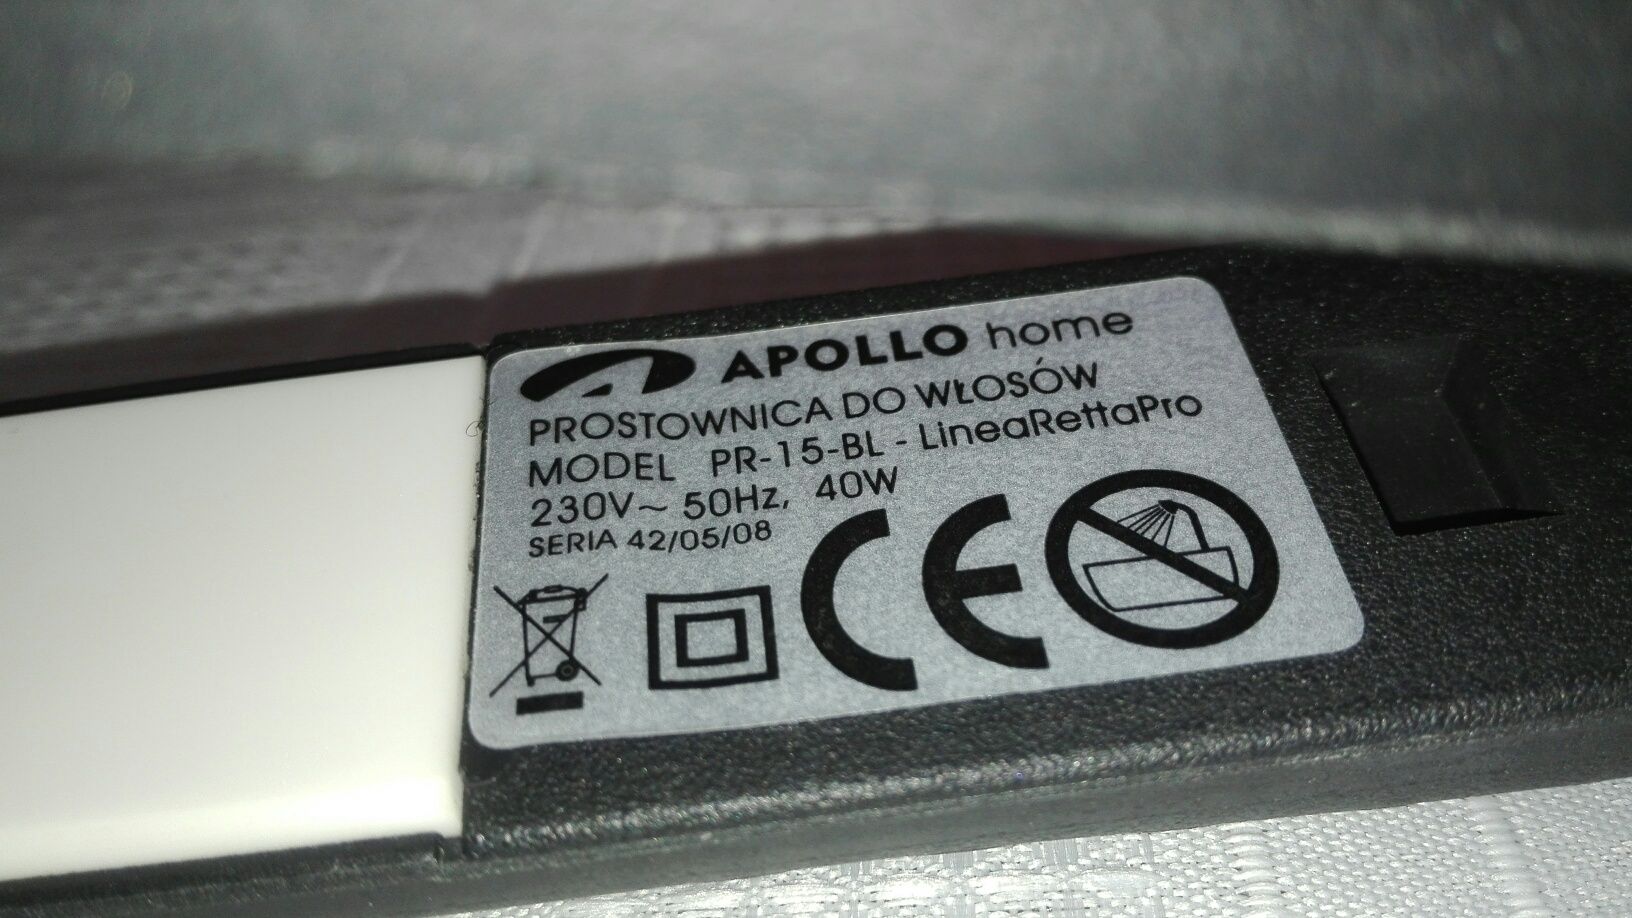 APOLLO home
PROSTOWNICA DO WŁOSÓW
MODEL PR-15-BL - LineaRettaPro
230V~ 50Hz, 40W
SERIA 42/05/08
CE